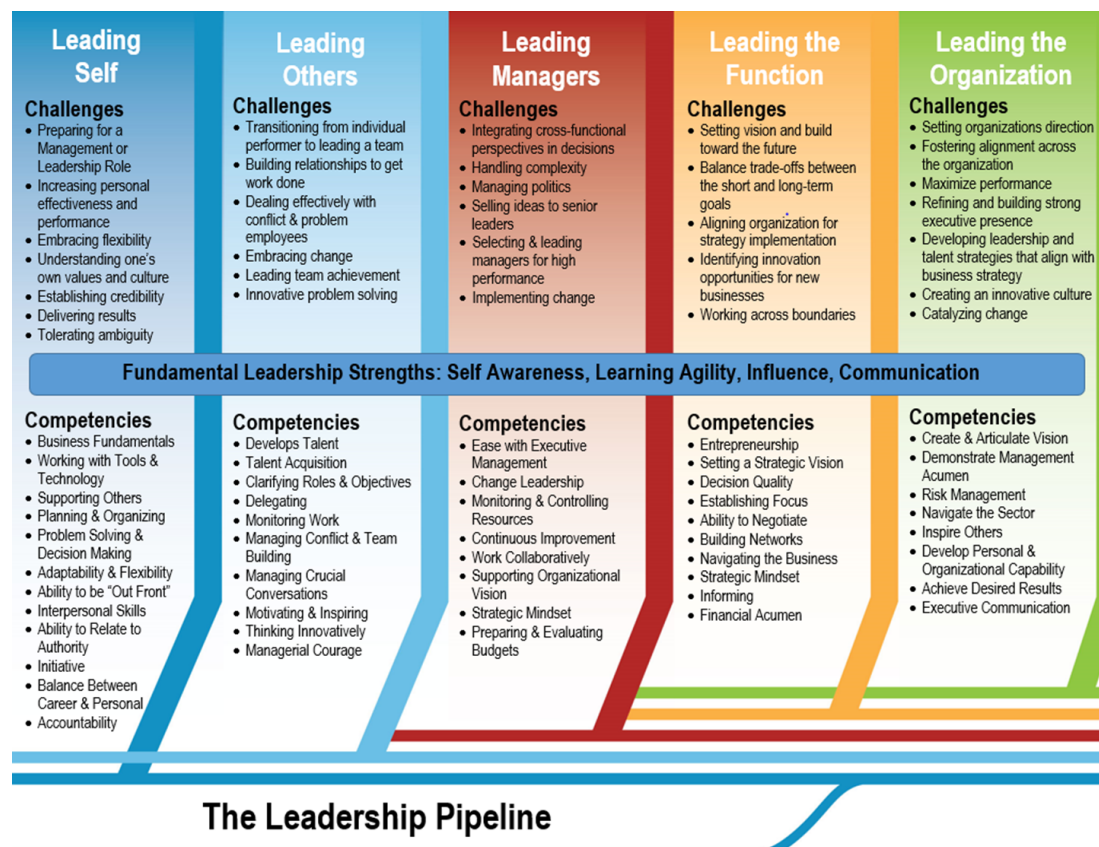 Leading
Self
Challenges
• Preparing for a
Management or
Leadership Role
• Increasing personal
effectiveness and
performance
• Embracing flexibility
• Understanding one's
own values and culture
• Establishing credibility
• Delivering results
• Tolerating ambiguity
Leading
Others
Challenges
• Transitioning from individual
performer to leading a team
• Building relationships to get
work done
• Dealing effectively with
conflict & problem
employees
• Embracing change
• Leading team achievement
• Innovative problem solving
Leading
Managers
Challenges
• Integrating cross-functional
perspectives in decisions
• Handling complexity
• Managing politics
• Selling ideas to senior
leaders
• Selecting & leading
managers for high
performance
• Implementing change
Leading the
Function
Challenges
• Setting vision and build
toward the future
• Balance trade-offs between
the short and long-term
goals
• Aligning organization for
strategy implementation
• Identifying innovation
opportunities for new
businesses
• Working across boundaries
Leading the
Organization
Challenges
• Setting organizations direction
• Fostering alignment across
the organization
• Maximize performance
• Refining and building strong
executive presence
• Developing leadership and
talent strategies that align with
business strategy
• Creating an innovative culture
• Catalyzing change
Fundamental Leadership Strengths: Self Awareness, Learning Agility, Influence, Communication
Competencies
• Business Fundamentals
• Working with Tools &
Technology
• Supporting Others
• Planning & Organizing
• Problem Solving &
Decision Making
• Adaptability & Flexibility
• Ability to be “Out Front”
• Interpersonal Skills
• Ability to Relate to
Authority
• Initiative
• Balance Between
Career & Personal
• Accountability
Competencies
• Develops Talent
• Talent Acquisition
• Clarifying Roles & Objectives
• Delegating
• Monitoring Work
• Managing Conflict & Team
Building
• Managing Crucial
Conversations
• Motivating & Inspiring
• Thinking Innovatively
• Managerial Courage
Competencies
• Ease with Executive
Management
• Change Leadership
• Monitoring & Controlling
Resources
• Continuous Improvement
• Work Collaboratively
• Supporting Organizational
Vision
• Strategic Mindset
• Preparing & Evaluating
Budgets
Competencies
• Entrepreneurship
• Setting a Strategic Vision
• Decision Quality
• Establishing Focus
• Ability to Negotiate
• Building Networks
• Navigating the Business
• Strategic Mindset
• Informing
• Financial Acumen
Competencies
• Create & Articulate Vision
• Demonstrate Management
Acumen
• Risk Management
• Navigate the Sector
• Inspire Others
• Develop Personal &
Organizational Capability
• Achieve Desired Results
• Executive Communication
The Leadership Pipeline